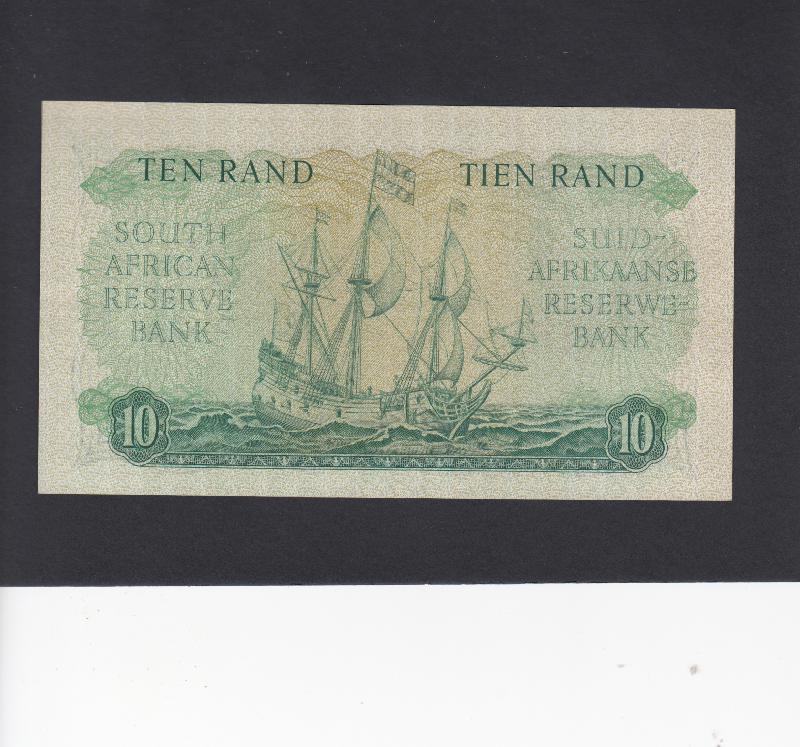 TEN RAND
TIEN RAND
SOUTH
AFRICAN
RESERVE
BANK
SUID-
AFRIKAANSE
RESERWE-
BANK
10
10